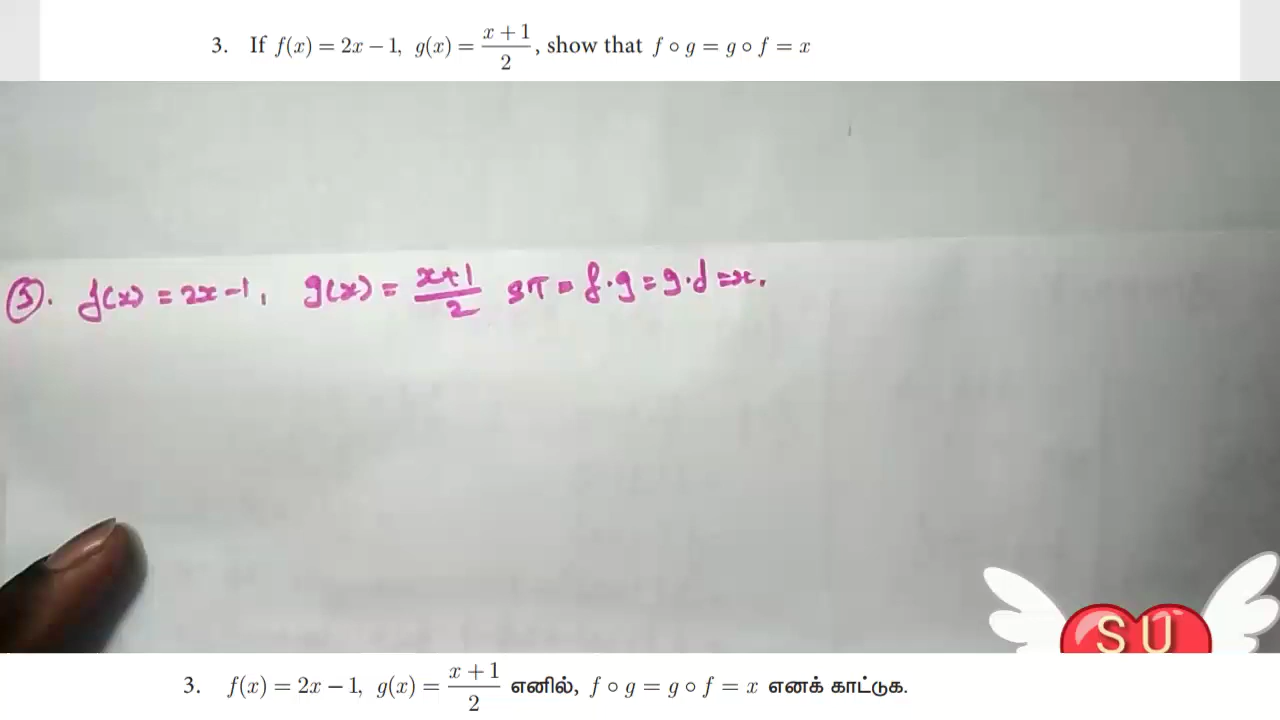 3. If f(x) = 2x − 1, g(x) = (x + 1)/2, show that f ∘ g = g ∘ f = x
③. f(x) = 2x − 1, g(x) = (x+1)/2 ST = f·g = g·f = x.
SU
3. f(x) = 2x − 1, g(x) = (x + 1)/2 எனில், f ∘ g = g ∘ f = x எனக் காட்டுக.